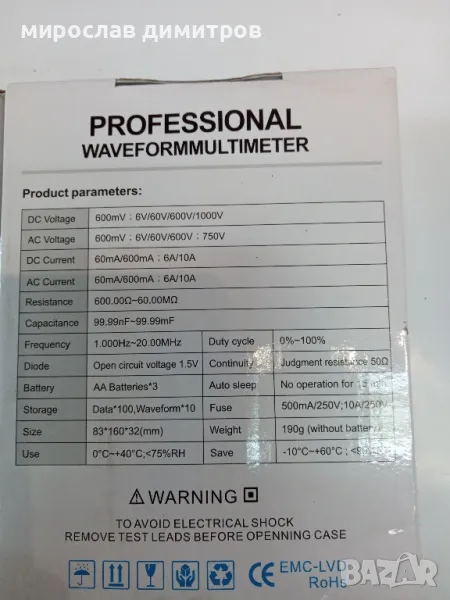 мирослав димитров
PROFESSIONAL
WAVEFORMMULTIMETER
Product parameters:
DC Voltage 600mV：6V/60V/600V/1000V
AC Voltage 600mV：6V/60V/600V：750V
DC Current 60mA/600mA：6A/10A
AC Current 60mA/600mA：6A/10A
Resistance 600.00Ω~60.00MΩ
Capacitance 99.99nF~99.99mF
Frequency 1.000Hz~20.00MHz Duty cycle 0%~100%
Diode Open circuit voltage 1.5V Continuity Judgment resistance 50Ω
Battery AA Batteries*3 Auto sleep No operation for min
Storage Data*100,Waveform*10 Fuse 500mA/250V;10A/250V
Size 83*160*32(mm) Weight 190g (without battery)
Use 0°C~+40°C;<75%RH Save -10°C~+60°C ;
WARNING
TO AVOID ELECTRICAL SHOCK
REMOVE TEST LEADS BEFORE OPENNING CASE
CE EMC-LVD
RoHs
BAZAR